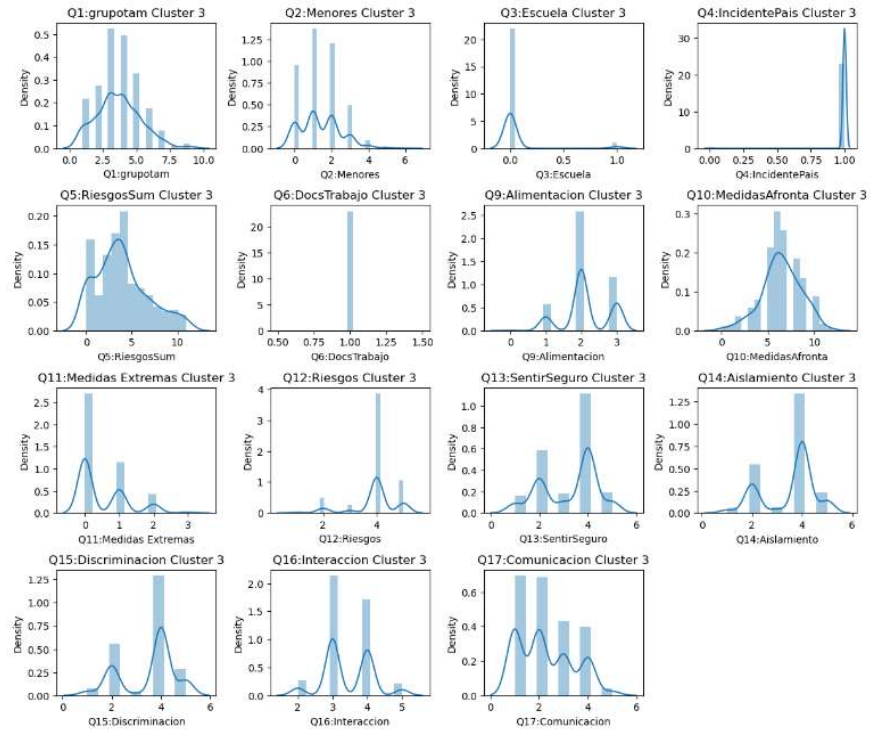 Q1:grupotam Cluster 3
Q2:Menores Cluster 3
Q3:Escuela Cluster 3
Q4:IncidentePais Cluster 3
Density
0.5
0.4
0.3
0.2
0.1
0.0
0.0 2.5 5.0 7.5 10.0
Q1:grupotam
Density
1.25
1.00
0.75
0.50
0.25
0.00
0 2 4 6
Q2:Menores
Density
20
15
10
5
0
0.0 0.5 1.0
Q3:Escuela
Density
30
20
10
0
0.00 0.25 0.50 0.75 1.00
Q4:IncidentePais
Q5:RiesgosSum Cluster 3
Q6:DocsTrabajo Cluster 3
Q9:Alimentacion Cluster 3
Q10:MedidasAfronta Cluster 3
Density
0.20
0.15
0.10
0.05
0.00
0 5 10
Q5:RiesgosSum
Density
20
15
10
5
0
0.50 0.75 1.00 1.25 1.50
Q6:DocsTrabajo
Density
2.5
2.0
1.5
1.0
0.5
0.0
0 1 2 3
Q9:Alimentacion
Density
0.3
0.2
0.1
0.0
0 5 10
Q10:MedidasAfronta
Q11:Medidas Extremas Cluster 3
Q12:Riesgos Cluster 3
Q13:SentirSeguro Cluster 3
Q14:Aislamiento Cluster 3
Density
2.5
2.0
1.5
1.0
0.5
0.0
0 1 2 3
Q11:Medidas Extremas
Density
4
3
2
1
0
2 4
Q12:Riesgos
Density
1.0
0.8
0.6
0.4
0.2
0.0
0 2 4 6
Q13:SentirSeguro
Density
1.25
1.00
0.75
0.50
0.25
0.00
0 2 4 6
Q14:Aislamiento
Q15:Discriminacion Cluster 3
Q16:Interaccion Cluster 3
Q17:Comunicacion Cluster 3
Density
1.25
1.00
0.75
0.50
0.25
0.00
0 2 4 6
Q15:Discriminacion
Density
2.0
1.5
1.0
0.5
0.0
2 3 4 5
Q16:Interaccion
Density
0.6
0.4
0.2
0.0
0 2 4 6
Q17:Comunicacion